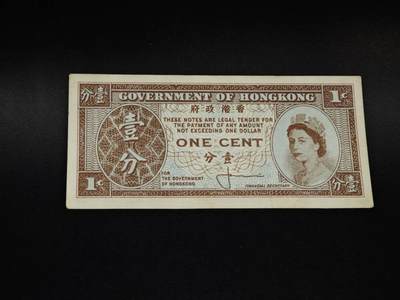 分壹 GOVERNMENT OF HONGKONG 1¢
府政港香
THESE NOTES ARE LEGAL TENDER FOR
THE PAYMENT OF ANY AMOUNT
NOT EXCEEDING ONE DOLLAR
壹分
ONE CENT
分壹
FOR
THE GOVERNMENT
OF HONGKONG
FINANCIAL SECRETARY
1¢ 分壹